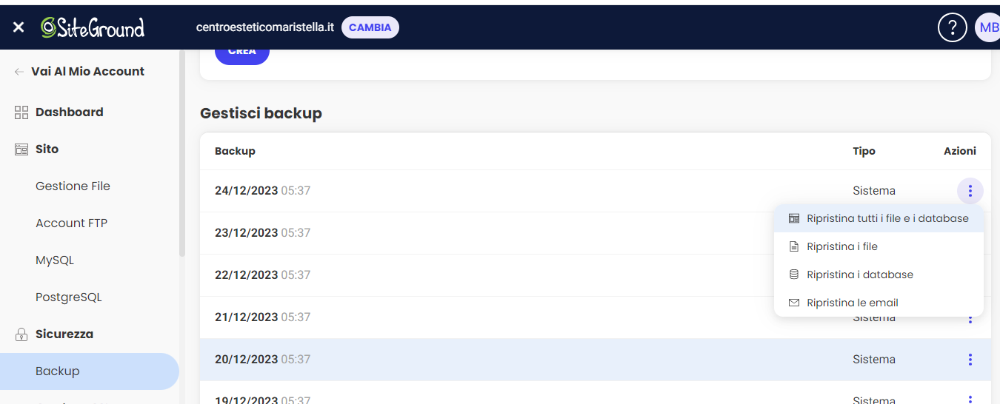 SiteGround
centroesteticomaristella.it CAMBIA
?
MB
CREA
Vai Al Mio Account
Dashboard
Sito
Gestione File
Account FTP
MySQL
PostgreSQL
Sicurezza
Backup
Gestisci backup
Backup Tipo Azioni
24/12/2023 05:37 Sistema
Ripristina tutti i file e i database
Ripristina i file
Ripristina i database
Ripristina le email
23/12/2023 05:37
22/12/2023 05:37
21/12/2023 05:37 Sistema
20/12/2023 05:37 Sistema
19/12/2023 05:37 Sistema